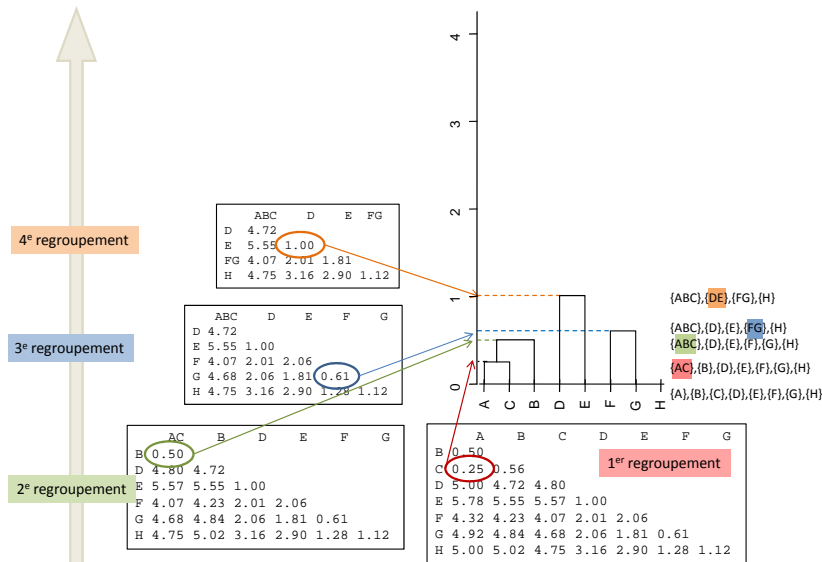 4
3
2
1
0
ABC D E FG
D 4.72
E 5.55 1.00
FG 4.07 2.01 1.81
H 4.75 3.16 2.90 1.12
4e regroupement
{ABC},{DE},{FG},{H}
ABC D E F G
D 4.72
E 5.55 1.00
F 4.07 2.01 2.06
G 4.68 2.06 1.81 0.61
H 4.75 3.16 2.90 1.28 1.12
3e regroupement
{ABC},{D},{E},{FG},{H}
{ABC},{D},{E},{F},{G},{H}
{AC},{B},{D},{E},{F},{G},{H}
{A},{B},{C},{D},{E},{F},{G},{H}
A C B D E F G H
AC B D E F G
B 0.50
D 4.80 4.72
E 5.57 5.55 1.00
F 4.07 4.23 2.01 2.06
G 4.68 4.84 2.06 1.81 0.61
H 4.75 5.02 3.16 2.90 1.28 1.12
2e regroupement
A B C D E F G
B 0.50
C 0.25 0.56
D 5.00 4.72 4.80
E 5.78 5.55 5.57 1.00
F 4.32 4.23 4.07 2.01 2.06
G 4.92 4.84 4.68 2.06 1.81 0.61
H 5.00 5.02 4.75 3.16 2.90 1.28 1.12
1er regroupement